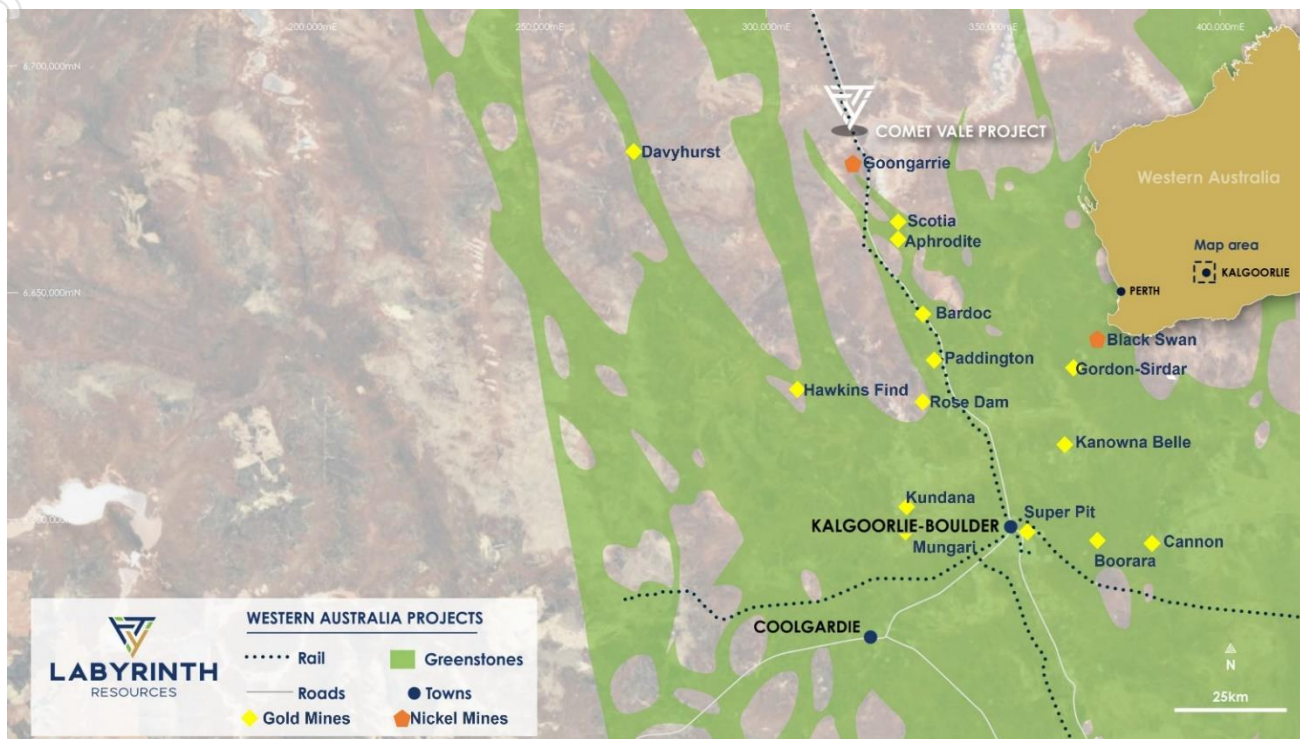 200,000mE
250,000mE
300,000mE
350,000mE
400,000mE
6,700,000mN
COMET VALE PROJECT
Davyhurst
Goongarrie
Western Australia
Scotia
Aphrodite
Map area
KALGOORLIE
6,650,000mN
PERTH
Bardoc
Black Swan
Paddington
Gordon-Sirdar
Hawkins Find
Rose Dam
Kanowna Belle
Kundana
Super Pit
KALGOORLIE-BOULDER
Mungari
Boorara
Cannon
COOLGARDIE
LABYRINTH
RESOURCES
WESTERN AUSTRALIA PROJECTS
Rail
Greenstones
Roads
Towns
Gold Mines
Nickel Mines
N
25km